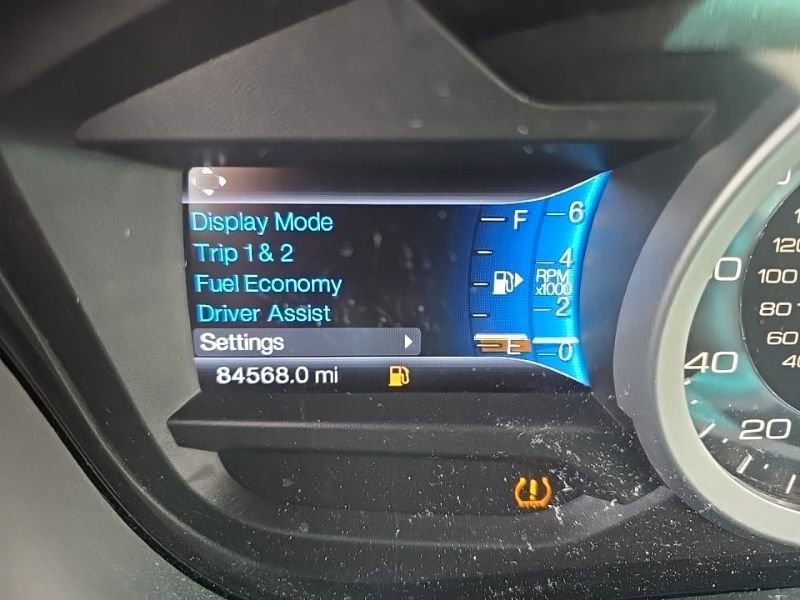 Display Mode
Trip 1 & 2
Fuel Economy
Driver Assist
Settings
84568.0 mi
F
E
6
4
RPM
x1000
2
0
40
20
120
100
80
60